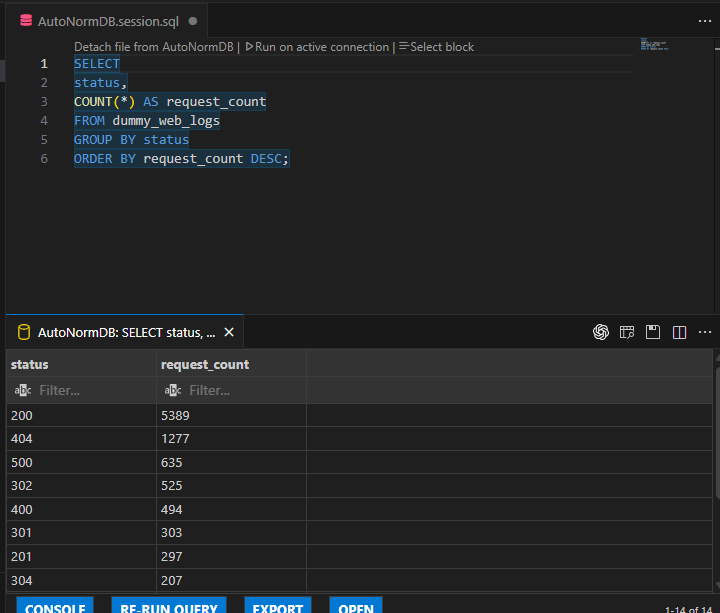 AutoNormDB.session.sql
Detach file from AutoNormDB | Run on active connection | Select block
1 SELECT
2 status,
3 COUNT(*) AS request_count
4 FROM dummy_web_logs
5 GROUP BY status
6 ORDER BY request_count DESC;
AutoNormDB: SELECT status, ...
status request_count
abc Filter... abc Filter...
200 5389
404 1277
500 635
302 525
400 494
301 303
201 297
304 207
CONSOLE RE-RUN QUERY EXPORT OPEN 1-14 of 14